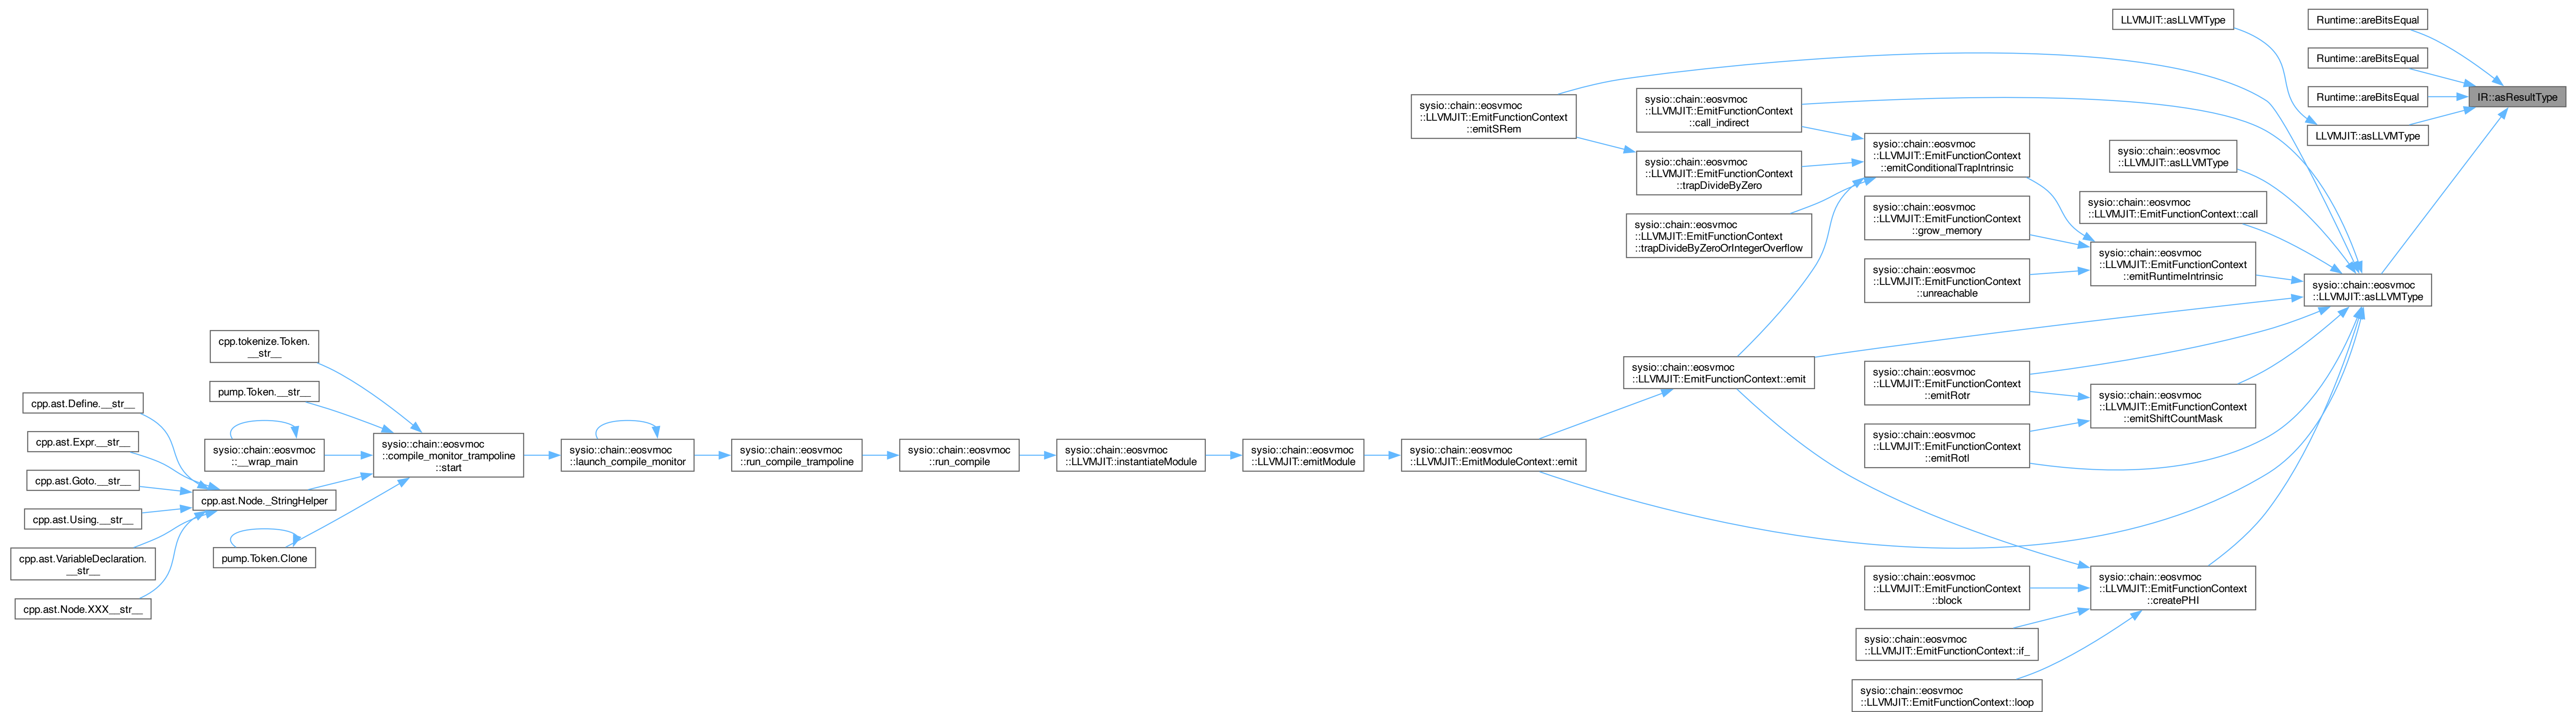 LLVMJIT::asLLVMType
Runtime::areBitsEqual
Runtime::areBitsEqual
Runtime::areBitsEqual
IR::asResultType
LLVMJIT::asLLVMType
sysio::chain::eosvmoc
::LLVMJIT::EmitFunctionContext
::emitSRem
sysio::chain::eosvmoc
::LLVMJIT::EmitFunctionContext
::call_indirect
sysio::chain::eosvmoc
::LLVMJIT::EmitFunctionContext
::trapDivideByZero
sysio::chain::eosvmoc
::LLVMJIT::EmitFunctionContext
::emitConditionalTrapIntrinsic
sysio::chain::eosvmoc
::LLVMJIT::asLLVMType
sysio::chain::eosvmoc
::LLVMJIT::EmitFunctionContext::call
sysio::chain::eosvmoc
::LLVMJIT::EmitFunctionContext
::trapDivideByZeroOrIntegerOverflow
sysio::chain::eosvmoc
::LLVMJIT::EmitFunctionContext
::grow_memory
sysio::chain::eosvmoc
::LLVMJIT::EmitFunctionContext
::emitRuntimeIntrinsic
sysio::chain::eosvmoc
::LLVMJIT::EmitFunctionContext
::unreachable
sysio::chain::eosvmoc
::LLVMJIT::asLLVMType
sysio::chain::eosvmoc
::LLVMJIT::EmitFunctionContext::emit
sysio::chain::eosvmoc
::LLVMJIT::EmitFunctionContext
::emitRotr
sysio::chain::eosvmoc
::LLVMJIT::EmitFunctionContext
::emitShiftCountMask
sysio::chain::eosvmoc
::LLVMJIT::EmitFunctionContext
::emitRotl
cpp.tokenize.Token.
__str__
pump.Token.__str__
cpp.ast.Define.__str__
cpp.ast.Expr.__str__
sysio::chain::eosvmoc
::__wrap_main
sysio::chain::eosvmoc
::compile_monitor_trampoline
::start
sysio::chain::eosvmoc
::launch_compile_monitor
sysio::chain::eosvmoc
::run_compile_trampoline
sysio::chain::eosvmoc
::run_compile
sysio::chain::eosvmoc
::LLVMJIT::instantiateModule
sysio::chain::eosvmoc
::LLVMJIT::emitModule
sysio::chain::eosvmoc
::LLVMJIT::EmitModuleContext::emit
cpp.ast.Goto.__str__
cpp.ast.Node._StringHelper
cpp.ast.Using.__str__
cpp.ast.VariableDeclaration.
__str__
pump.Token.Clone
cpp.ast.Node.XXX__str__
sysio::chain::eosvmoc
::LLVMJIT::EmitFunctionContext
::block
sysio::chain::eosvmoc
::LLVMJIT::EmitFunctionContext
::createPHI
sysio::chain::eosvmoc
::LLVMJIT::EmitFunctionContext::if_
sysio::chain::eosvmoc
::LLVMJIT::EmitFunctionContext::loop